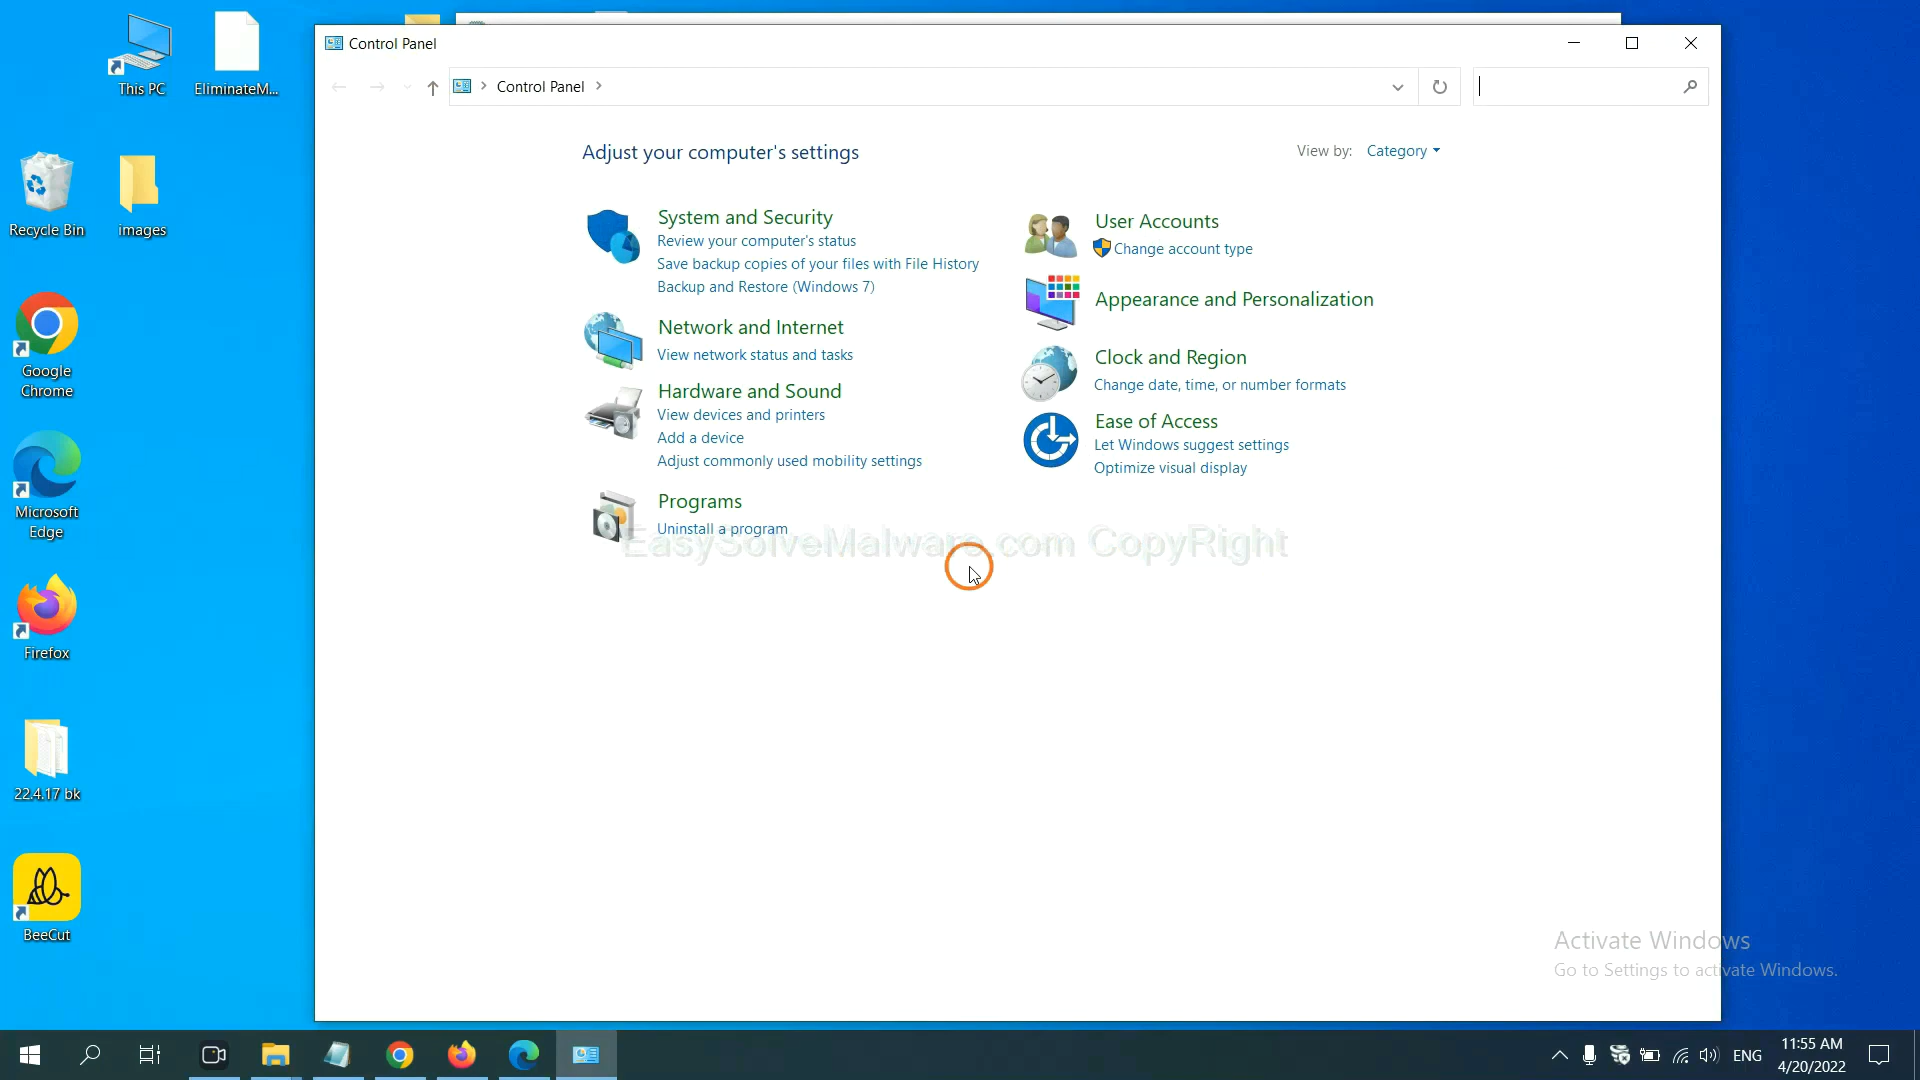 This PC
EliminateM...
Recycle Bin
images
Google
Chrome
Microsoft
Edge
Firefox
22.4.17 bk
BeeCut
Control Panel
Control Panel
Adjust your computer's settings
View by: Category
System and Security
Review your computer's status
Save backup copies of your files with File History
Backup and Restore (Windows 7)
Network and Internet
View network status and tasks
Hardware and Sound
View devices and printers
Add a device
Adjust commonly used mobility settings
Programs
Uninstall a program
User Accounts
Change account type
Appearance and Personalization
Clock and Region
Change date, time, or number formats
Ease of Access
Let Windows suggest settings
Optimize visual display
EasySolveMalware.com CopyRight
Activate Windows
Go to Settings to activate Windows.
ENG
11:55 AM
4/20/2022